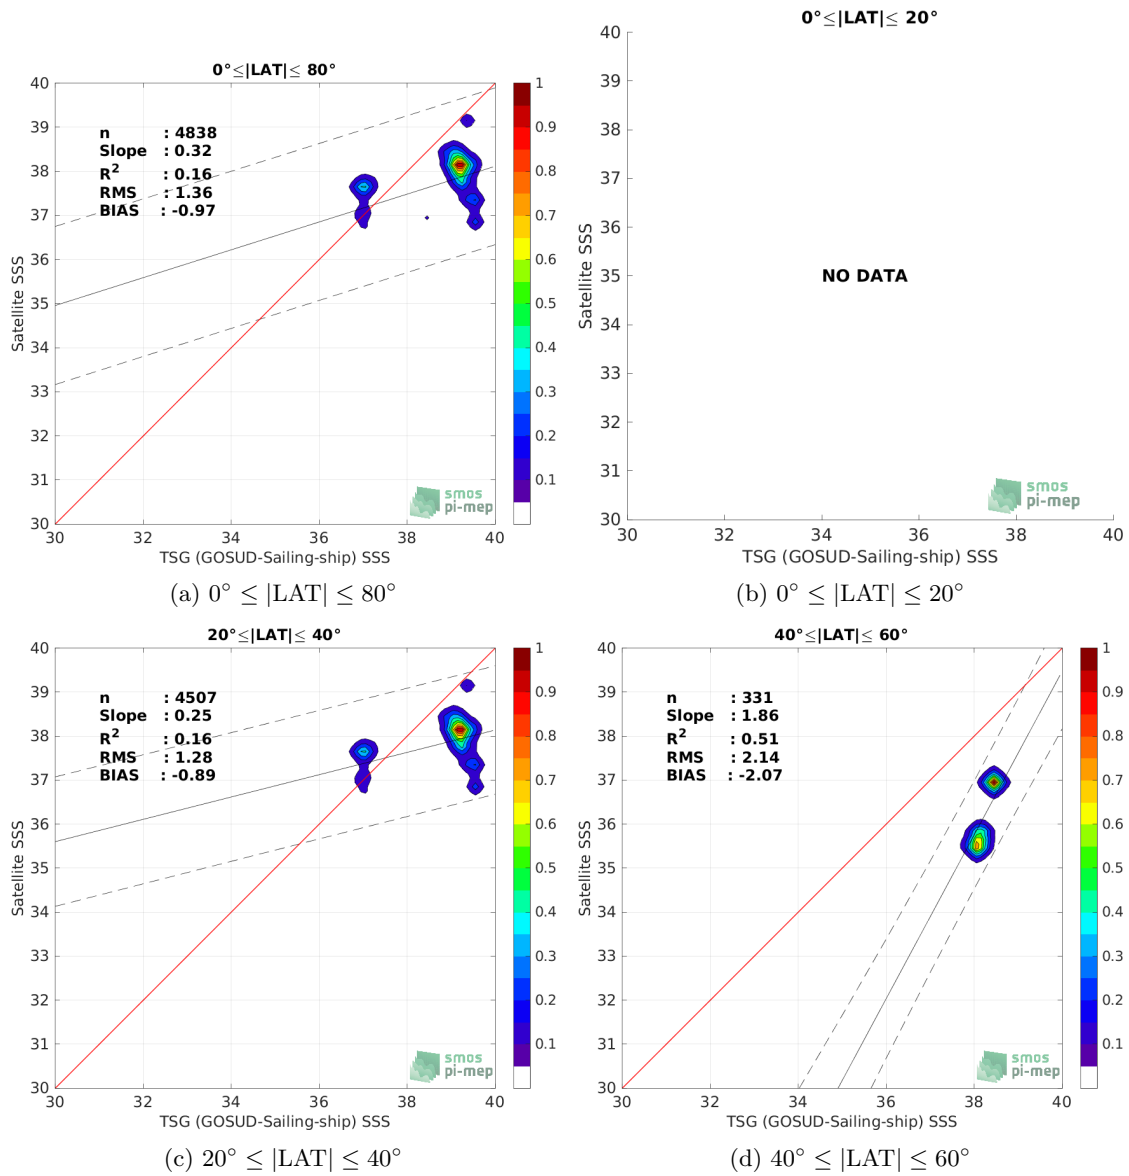 0°≤|LAT|≤ 80°
40
39
38
37
36
35
34
33
32
31
30
Satellite SSS
n : 4838
Slope : 0.32
R² : 0.16
RMS : 1.36
BIAS : -0.97
smos
pi-mep
30 32 34 36 38 40
TSG (GOSUD-Sailing-ship) SSS
1
0.9
0.8
0.7
0.6
0.5
0.4
0.3
0.2
0.1
(a) 0° ≤ |LAT| ≤ 80°
0°≤|LAT|≤ 20°
40
39
38
37
36
35
34
33
32
31
30
Satellite SSS
NO DATA
smos
pi-mep
30 32 34 36 38 40
TSG (GOSUD-Sailing-ship) SSS
(b) 0° ≤ |LAT| ≤ 20°
20°≤|LAT|≤ 40°
40
39
38
37
36
35
34
33
32
31
30
Satellite SSS
n : 4507
Slope : 0.25
R² : 0.16
RMS : 1.28
BIAS : -0.89
smos
pi-mep
30 32 34 36 38 40
TSG (GOSUD-Sailing-ship) SSS
1
0.9
0.8
0.7
0.6
0.5
0.4
0.3
0.2
0.1
(c) 20° ≤ |LAT| ≤ 40°
40°≤|LAT|≤ 60°
40
39
38
37
36
35
34
33
32
31
30
Satellite SSS
n : 331
Slope : 1.86
R² : 0.51
RMS : 2.14
BIAS : -2.07
smos
pi-mep
30 32 34 36 38 40
TSG (GOSUD-Sailing-ship) SSS
1
0.9
0.8
0.7
0.6
0.5
0.4
0.3
0.2
0.1
(d) 40° ≤ |LAT| ≤ 60°